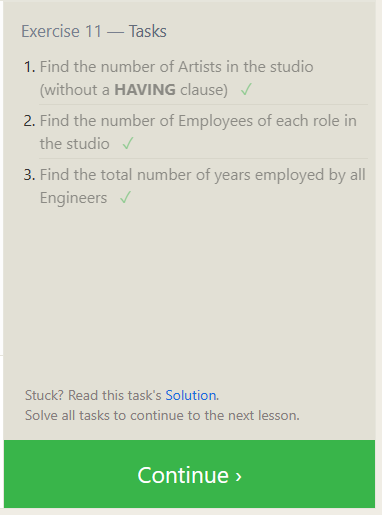 Exercise 11 — Tasks
1. Find the number of Artists in the studio
(without a HAVING clause) ✓
2. Find the number of Employees of each role in
the studio ✓
3. Find the total number of years employed by all
Engineers ✓
Stuck? Read this task's Solution.
Solve all tasks to continue to the next lesson.
Continue ›